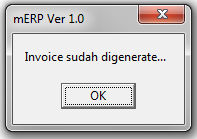 mERP Ver 1.0
Invoice sudah digenerate...
OK